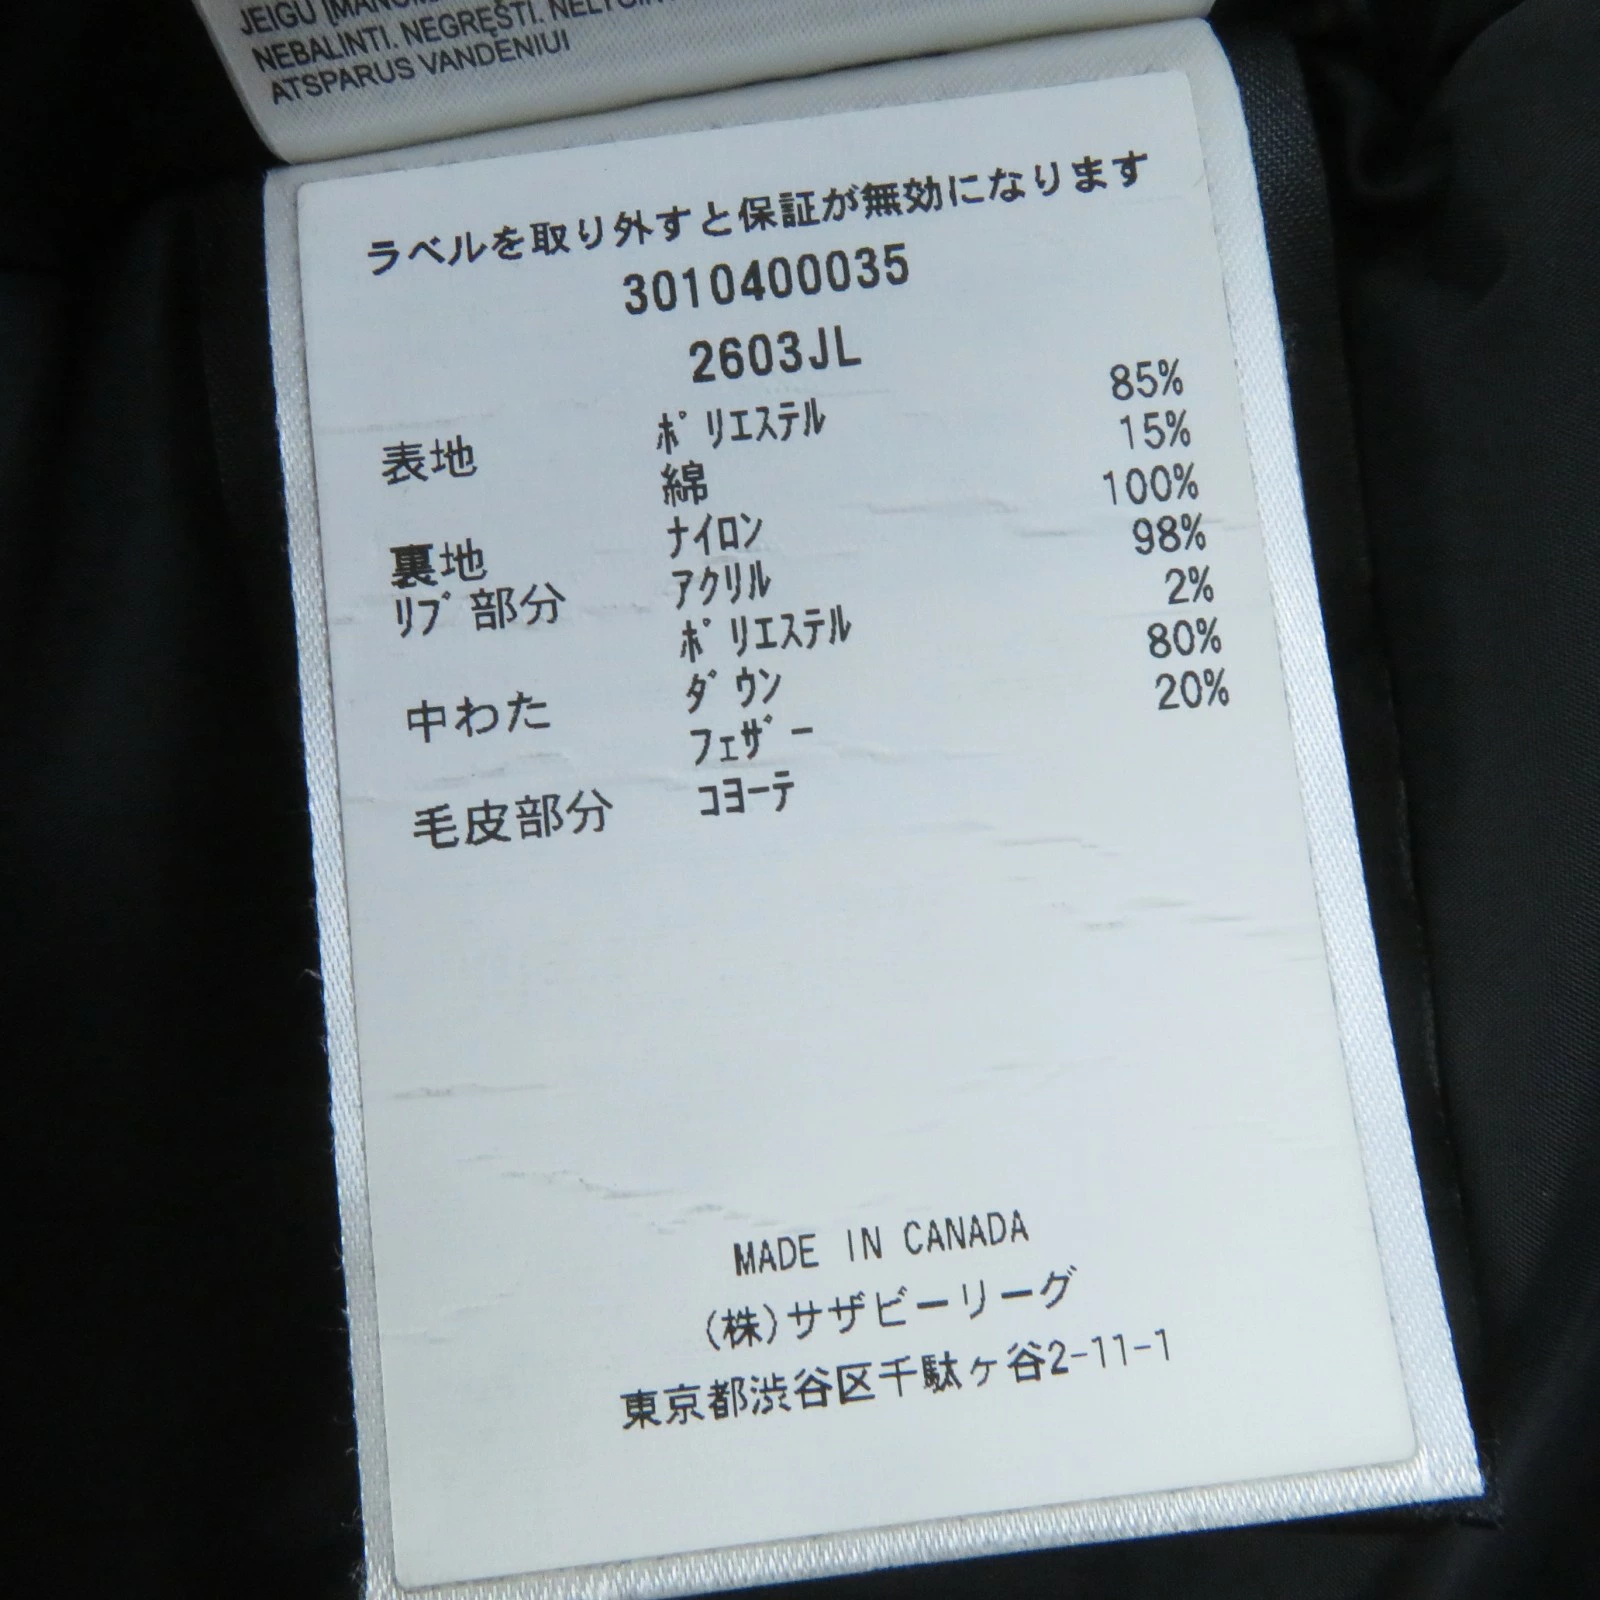 JEIGU
NEBALINTI. NEGRĘŠTI.
ATSPARUS VANDENIUI
ラベルを取り外すと保証が無効になります
3010400035
2603JL
表地 ポリエステル 85%
綿 15%
裏地 ナイロン 100%
リブ部分 アクリル 98%
ポリエステル 2%
中わた ダウン 80%
フェザー 20%
毛皮部分 コヨーテ
MADE IN CANADA
(株)サザビーリーグ
東京都渋谷区千駄ヶ谷2-11-1